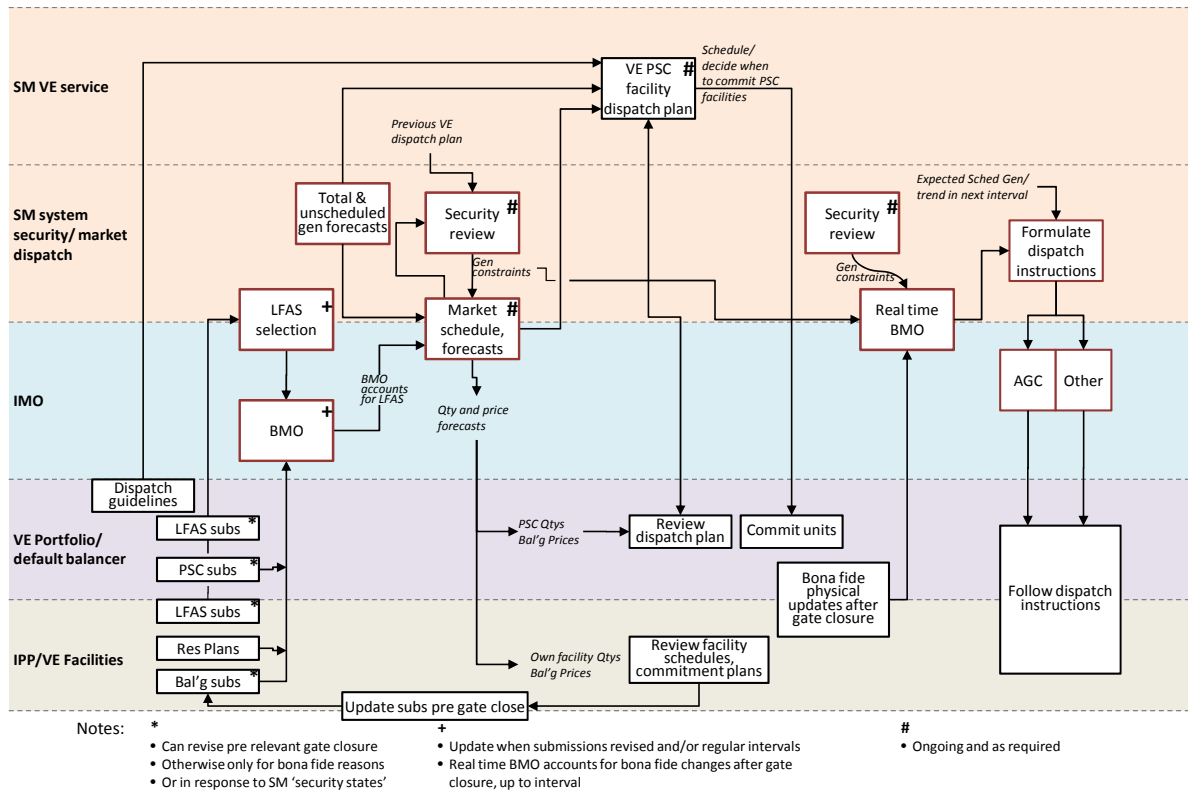 SM VE service
VE PSC #
facility
dispatch plan
Schedule/
decide when
to commit PSC
facilities
Previous VE
dispatch plan
SM system
security/ market
dispatch
Total &
unscheduled
gen forecasts
Security #
review
Gen
constraints
Security #
review
Gen
constraints
Expected Sched Gen/
trend in next interval
Formulate
dispatch
instructions
LFAS +
selection
Market #
schedule,
forecasts
Real time
BMO
IMO
BMO
accounts
for LFAS
BMO +
Qty and price
forecasts
AGC
Other
Dispatch
guidelines
VE Portfolio/
default balancer
LFAS subs *
PSC subs *
PSC Qtys
Bal'g Prices
Review
dispatch plan
Commit units
Bona fide
physical
updates after
gate closure
Follow dispatch
instructions
IPP/VE Facilities
LFAS subs *
Res Plans
Bal'g subs *
Own facility Qtys
Bal'g Prices
Review facility
schedules,
commitment plans
Update subs pre gate close
Notes:
*
• Can revise pre relevant gate closure
• Otherwise only for bona fide reasons
• Or in response to SM 'security states'
+
• Update when submissions revised and/or regular intervals
• Real time BMO accounts for bona fide changes after gate
closure, up to interval
#
• Ongoing and as required